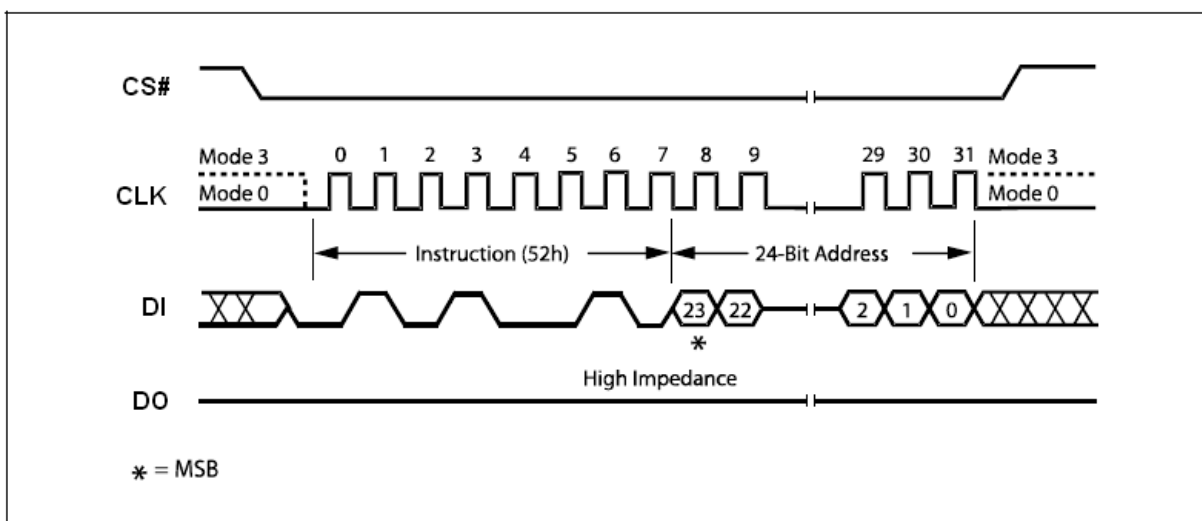 CS#
Mode 3 0 1 2 3 4 5 6 7 8 9 29 30 31 Mode 3
CLK Mode 0 Mode 0
Instruction (52h) 24-Bit Address
DI 23 22 2 1 0
*
High Impedance
DO
* = MSB